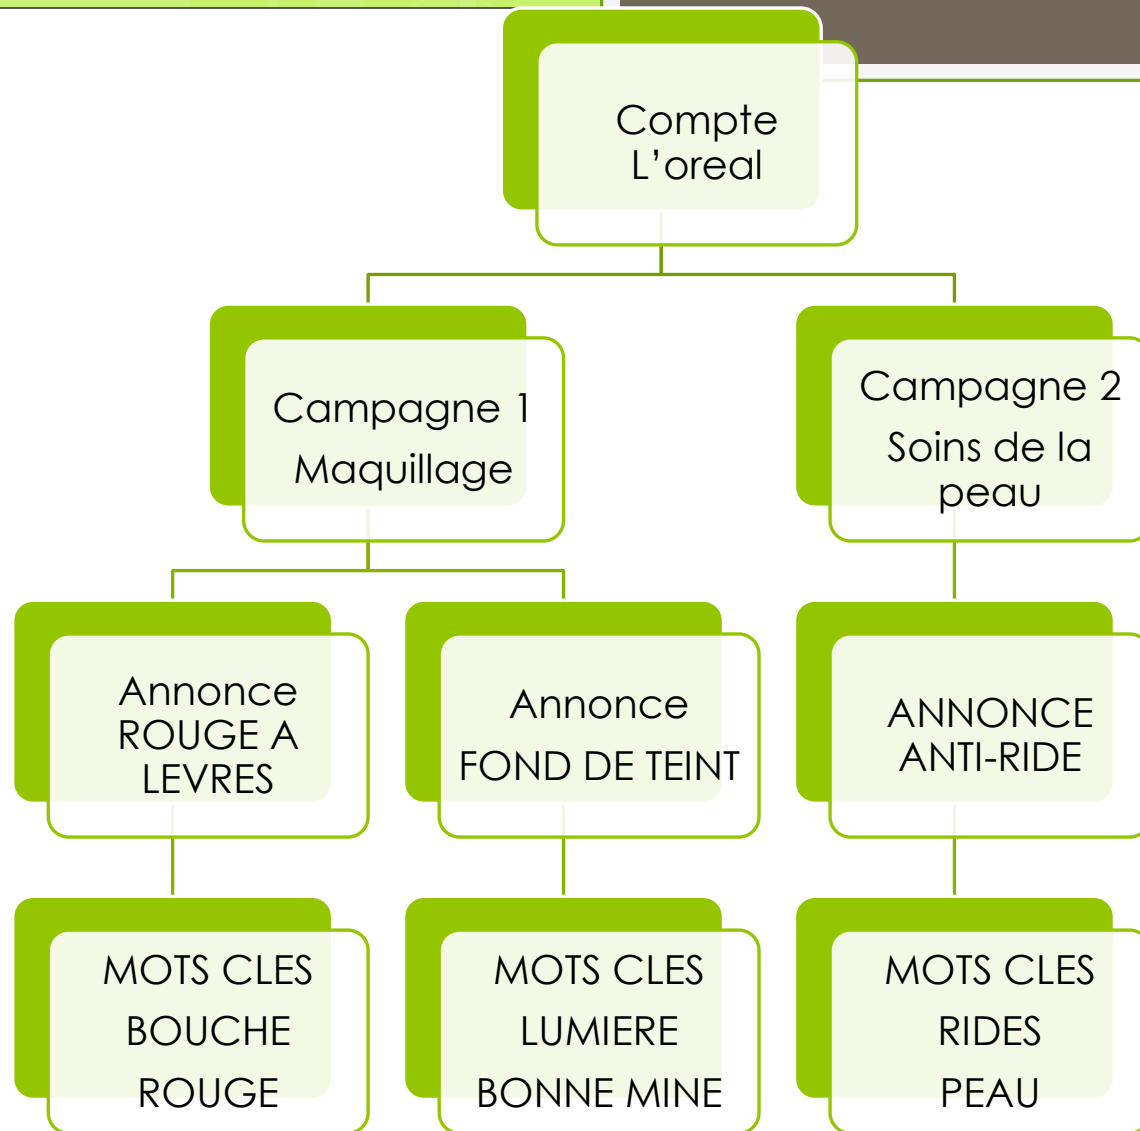 Compte
L'oreal
Campagne 1
Maquillage
Campagne 2
Soins de la
peau
Annonce
ROUGE A
LEVRES
Annonce
FOND DE TEINT
ANNONCE
ANTI-RIDE
MOTS CLES
BOUCHE
ROUGE
MOTS CLES
LUMIERE
BONNE MINE
MOTS CLES
RIDES
PEAU